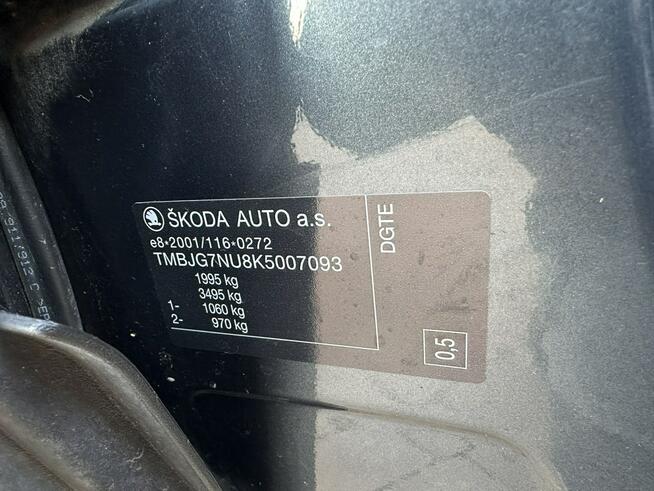 ŠKODA AUTO a.s.
e8*2001/116*0272
TMBJG7NU8K5007093
1995 kg
3495 kg
1- 1060 kg
2- 970 kg
DGTE
0,5